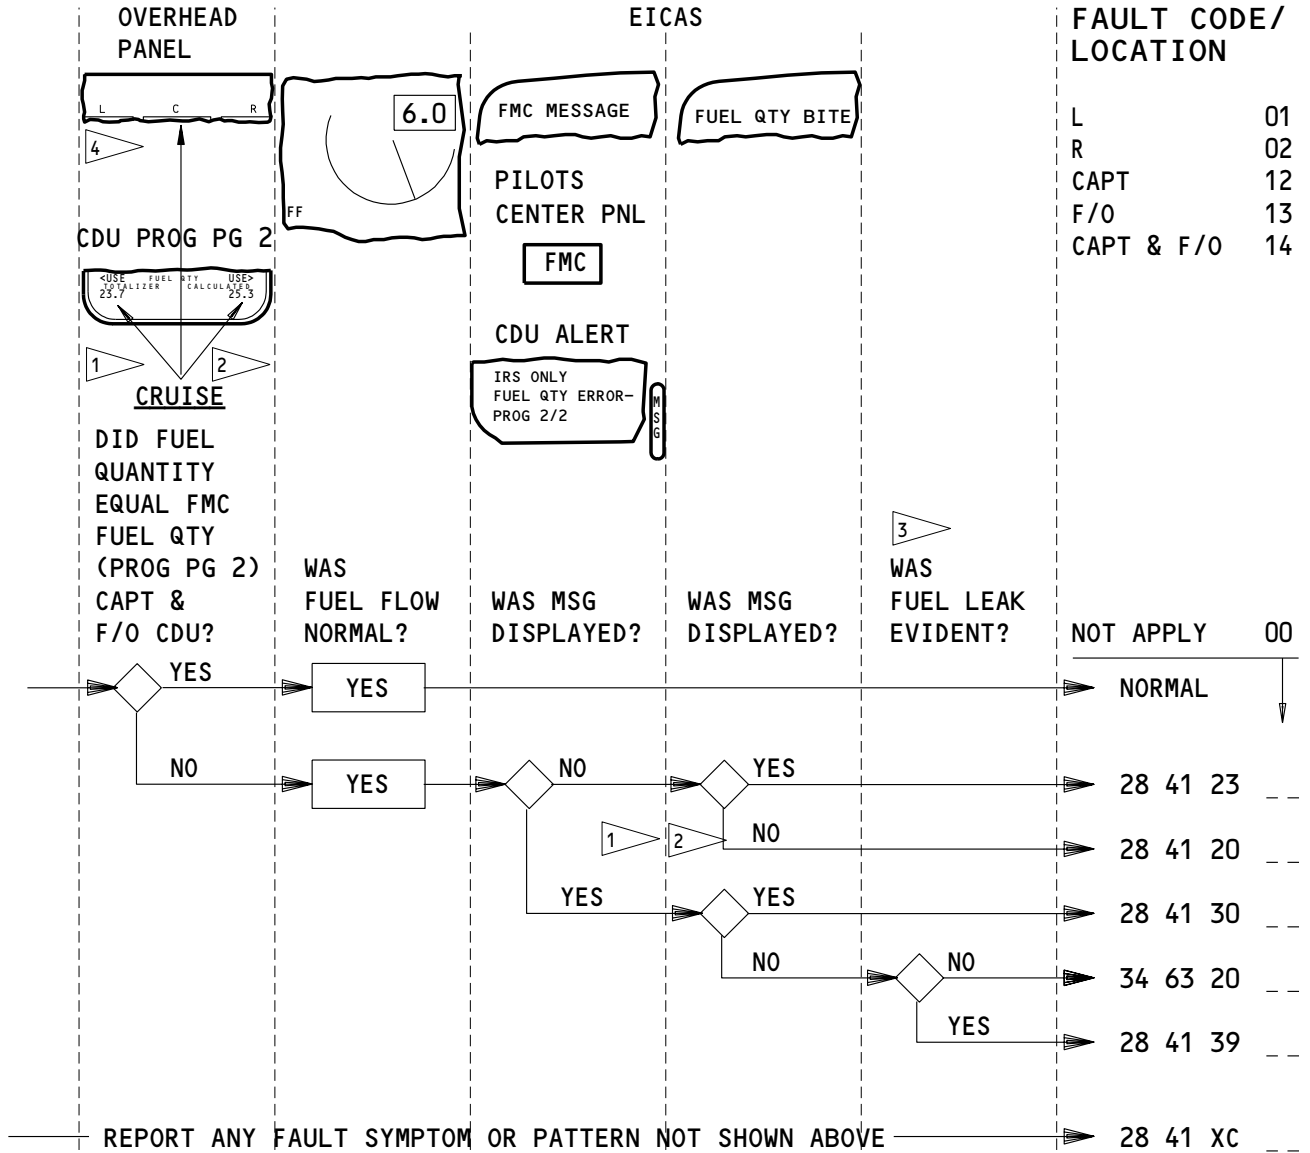 OVERHEAD
PANEL
L C R
4
CDU PROG PG 2
<USE FUEL QTY USE>
TOTALIZER CALCULATED
23.7 25.3
1 2
CRUISE
DID FUEL
QUANTITY
EQUAL FMC
FUEL QTY
(PROG PG 2)
CAPT &
F/O CDU?
6.0
FF
WAS
FUEL FLOW
NORMAL?
EICAS
FMC MESSAGE
PILOTS
CENTER PNL
FMC
CDU ALERT
IRS ONLY
FUEL QTY ERROR-
PROG 2/2
MSG
WAS MSG
DISPLAYED?
FUEL QTY BITE
WAS MSG
DISPLAYED?
3
WAS
FUEL LEAK
EVIDENT?
FAULT CODE/
LOCATION
L 01
R 02
CAPT 12
F/O 13
CAPT & F/O 14
NOT APPLY 00
YES YES NORMAL
NO YES NO YES 28 41 23 _ _
1 2 NO 28 41 20 _ _
YES YES 28 41 30 _ _
NO NO 34 63 20 _ _
YES 28 41 39 _ _
REPORT ANY FAULT SYMPTOM OR PATTERN NOT SHOWN ABOVE 28 41 XC _ _